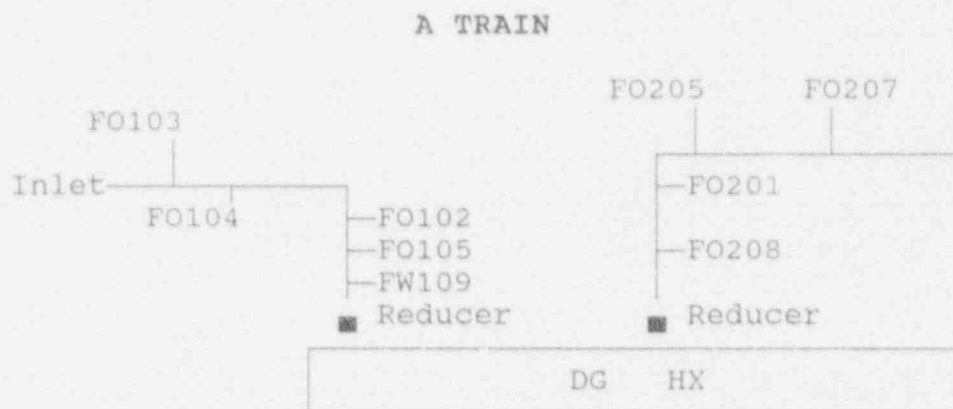 A TRAIN
FO205 FO207
FO103
Inlet FO201
FO104 FO102
FO105 FO208
FW109
Reducer Reducer
DG HX